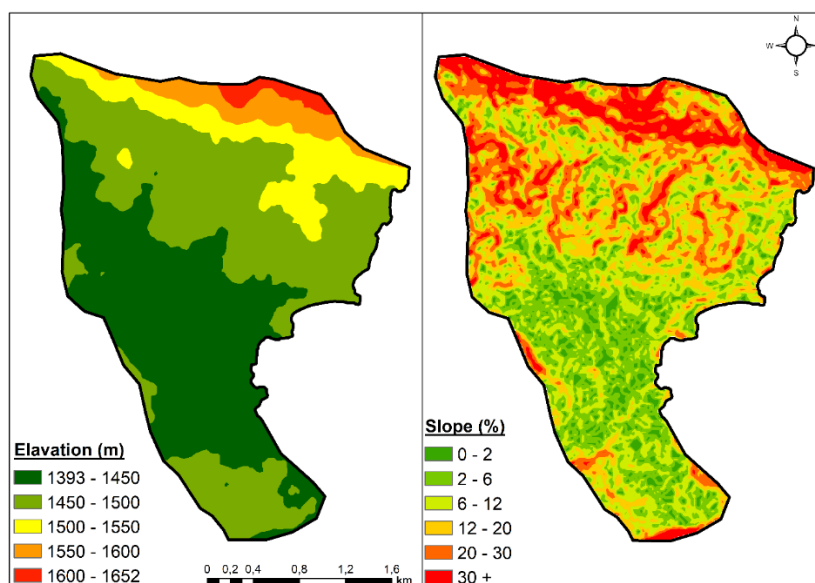 N
W E
S
Elavation (m)
1393 - 1450
1450 - 1500
1500 - 1550
1550 - 1600
1600 - 1652
0 0,2 0,4 0,8 1,2 1,6
km
Slope (%)
0 - 2
2 - 6
6 - 12
12 - 20
20 - 30
30 +